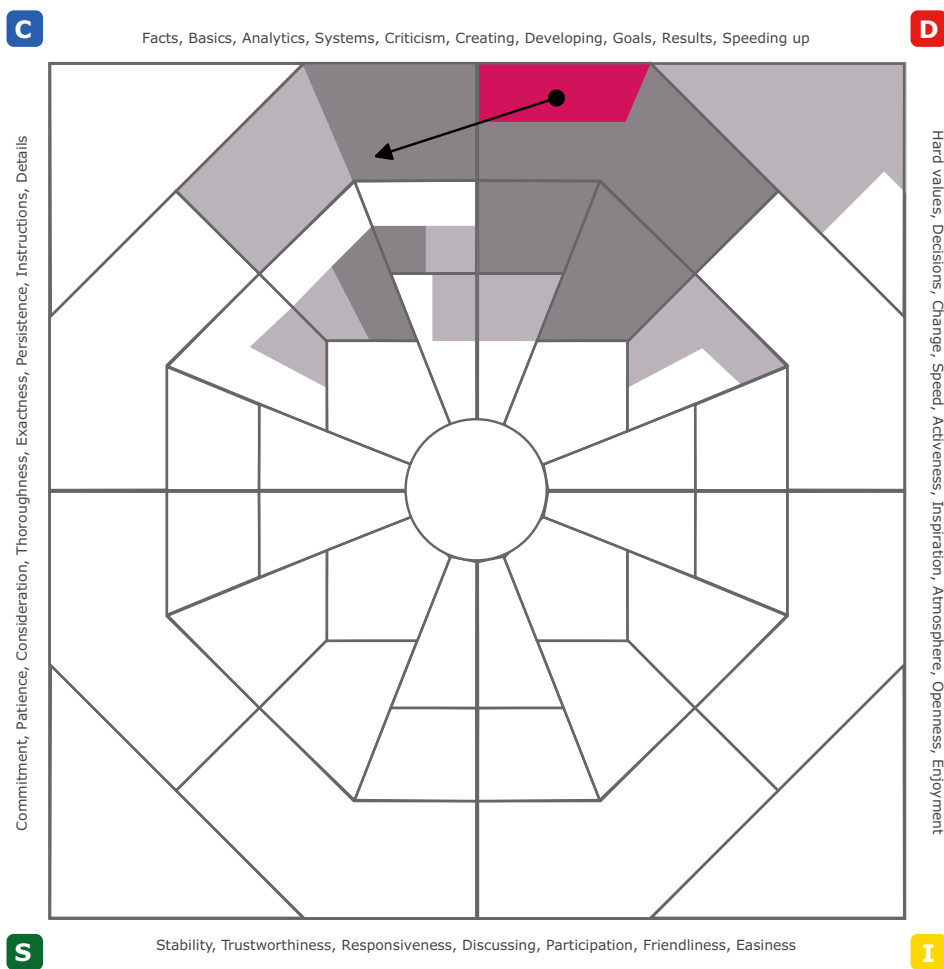 C
Facts, Basics, Analytics, Systems, Criticism, Creating, Developing, Goals, Results, Speeding up
D
Commitment, Patience, Consideration, Thoroughness, Exactness, Persistence, Instructions, Details
Hard values, Decisions, Change, Speed, Activeness, Inspiration, Atmosphere, Openness, Enjoyment
S
Stability, Trustworthiness, Responsiveness, Discussing, Participation, Friendliness, Easiness
I